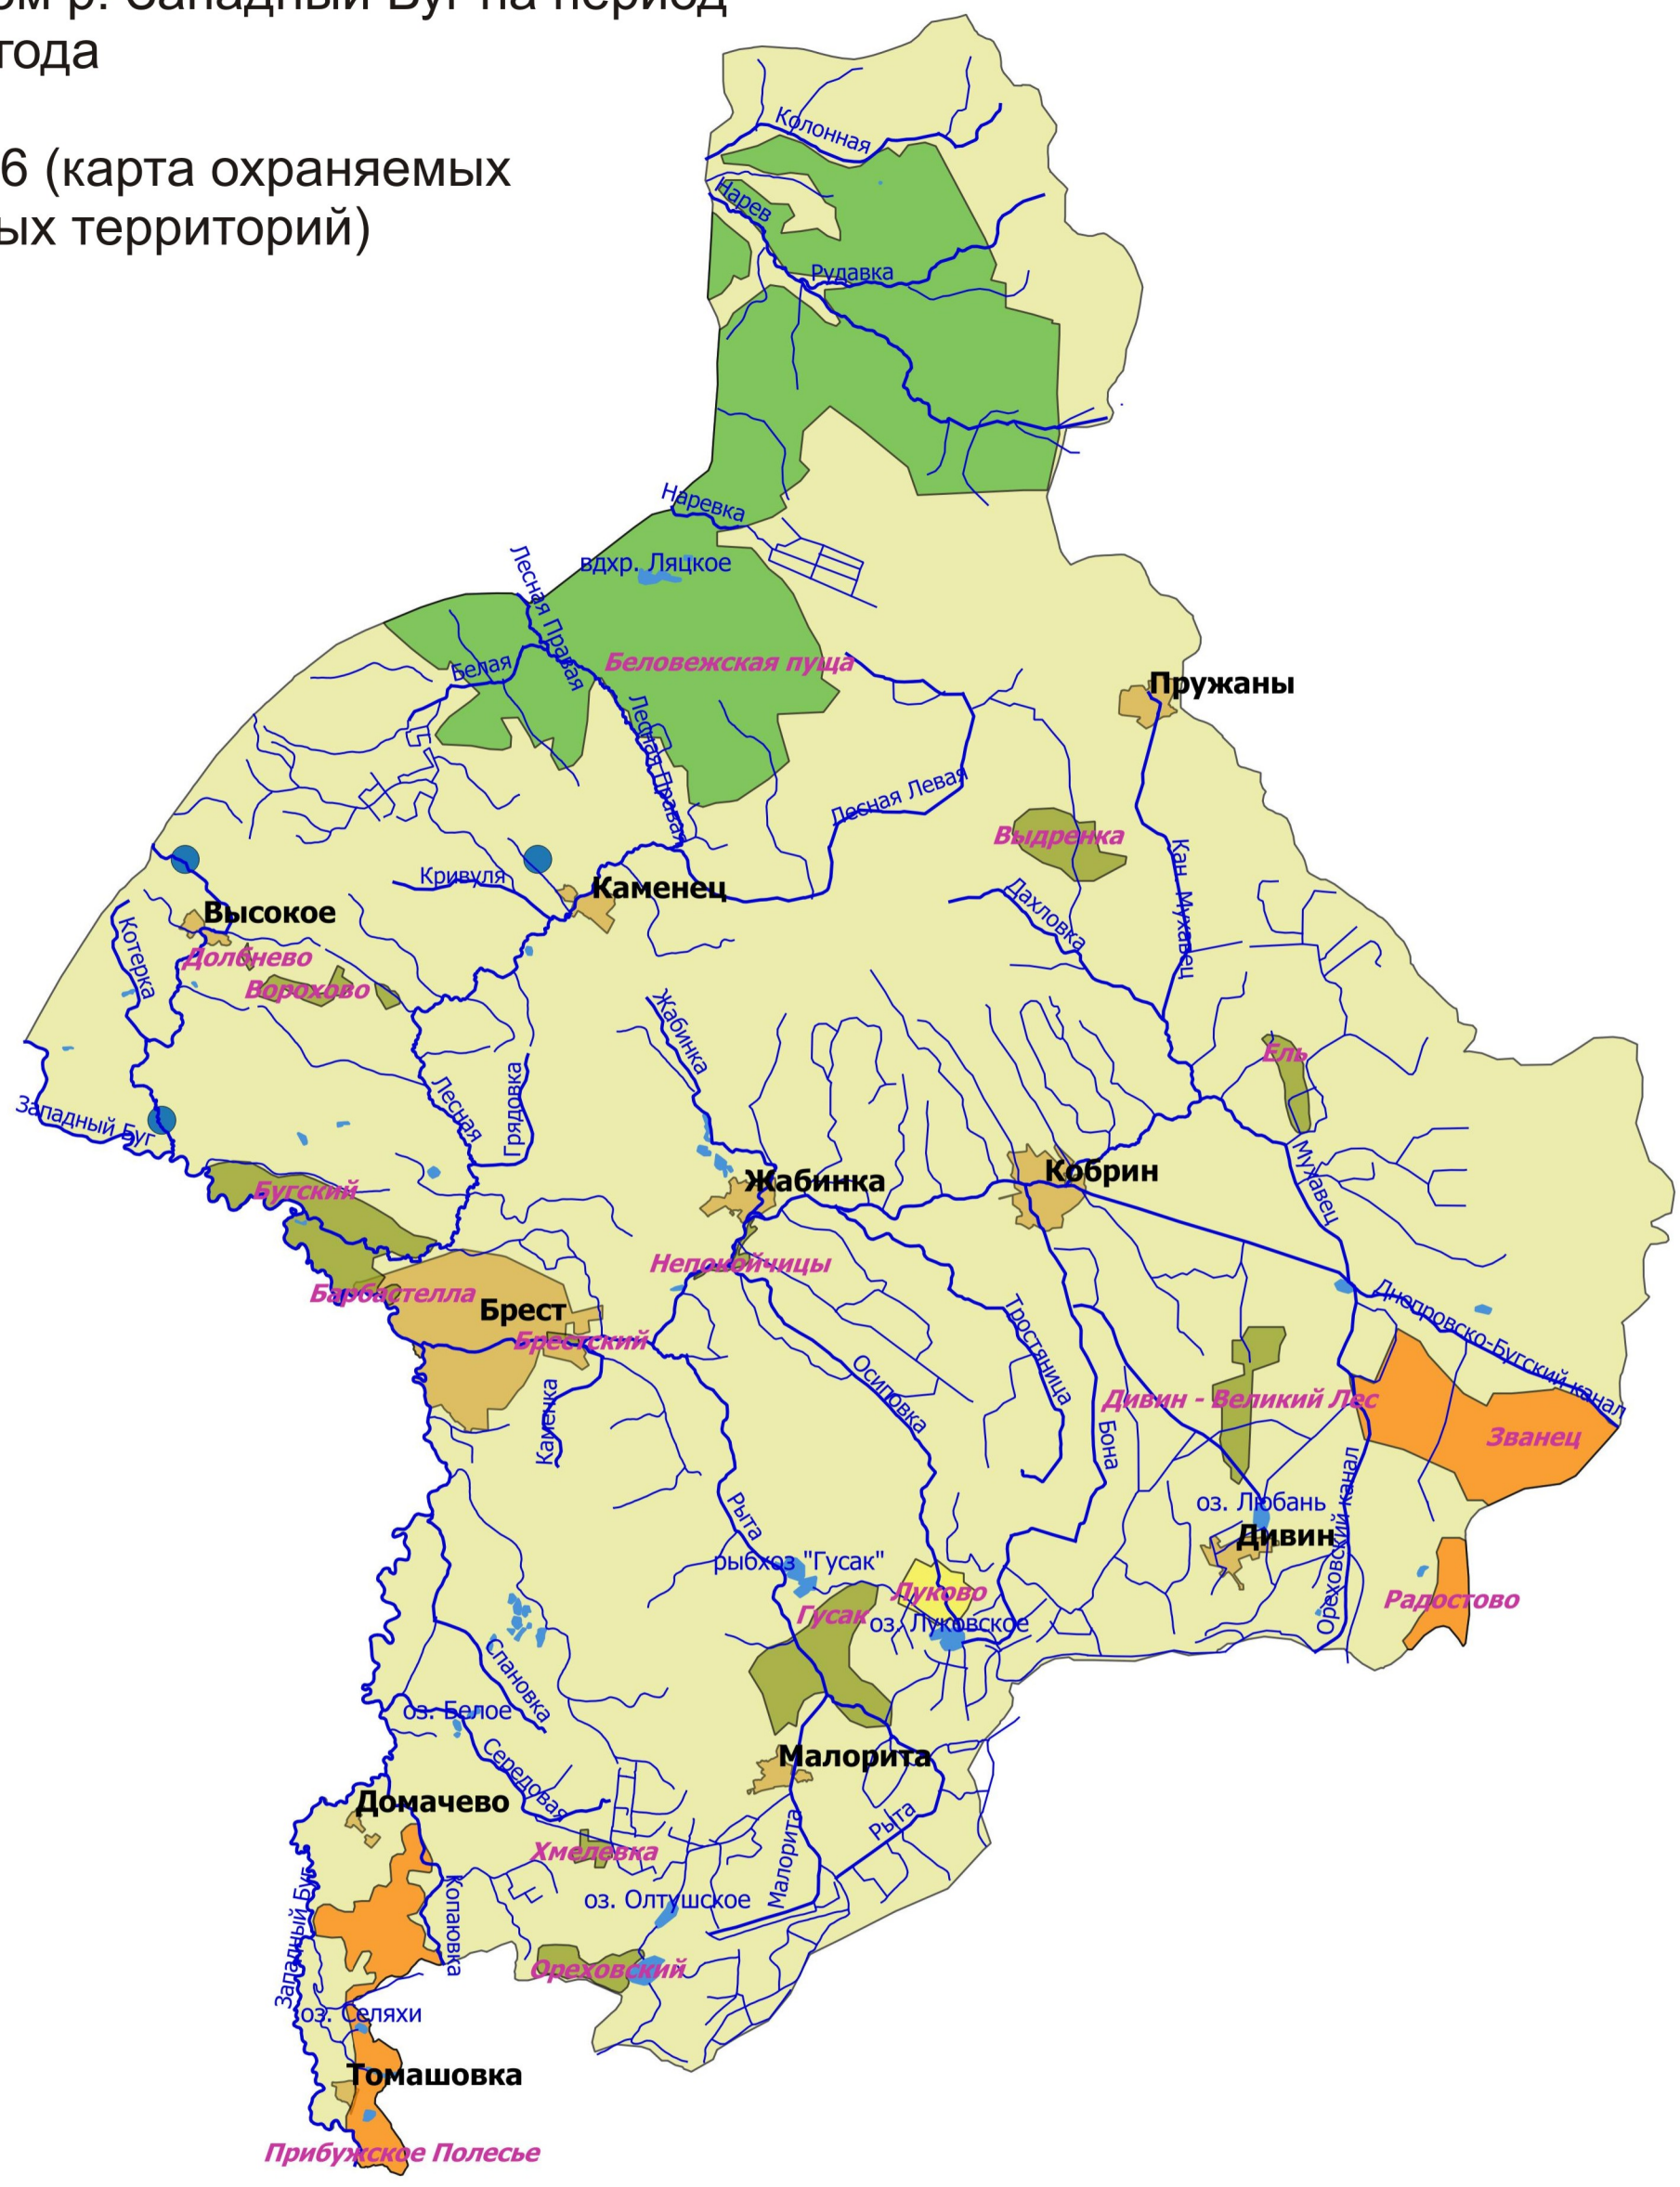 ом р. Западный Буг на период
года
6 (карта охраняемых
ых территорий)
Колонная
Нарев
Рудавка
Наревка
вдхр. Ляцкое
Лесная Правая
Белая
Беловежская пуща
Пружаны
Лесная Правая
Лесная Левая
Выдренка
Кан. Мухавец
Кривуля
Каменец
Дахловка
Высокое
Котерка
Долбнево
Ворохово
Жабинка
Ель
Западный Буг
Лесная
Грядовка
Мухавец
Бугский
Жабинка
Кобрин
Непокойчицы
Барбастелла
Брест
Брестский
Днепровско-Бугский канал
Тростяница
Осиповка
Каменка
Дивин - Великий Лес
Бона
Званец
Рыта
оз. Любань
Дивин
Ореховский канал
рыбхоз "Гусак"
Луково
Гусак
оз. Луковское
Радостово
Спановка
оз. Белое
Середовая
Малорита
Домачево
Рыта
Хмелевка
Малорита
оз. Олтушское
Западный Буг
Копаювка
Ореховский
оз. Селяхи
Томашовка
Прибужское Полесье